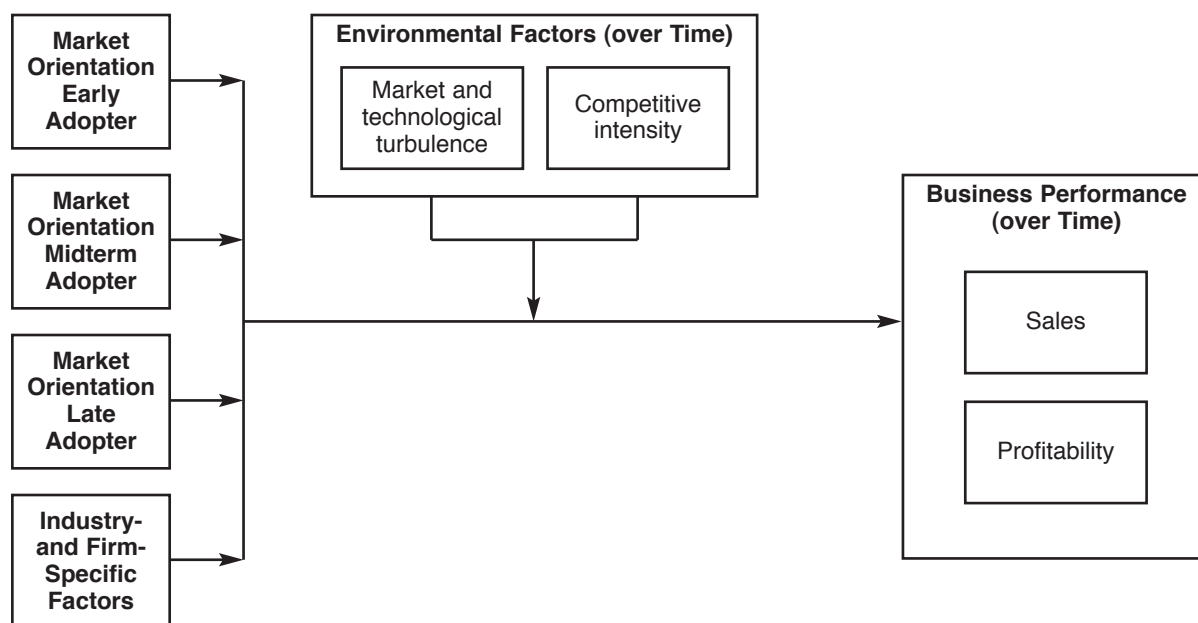 Market
Orientation
Early
Adopter
Market
Orientation
Midterm
Adopter
Market
Orientation
Late
Adopter
Industry-
and Firm-
Specific
Factors
Environmental Factors (over Time)
Market and
technological
turbulence
Competitive
intensity
Business Performance
(over Time)
Sales
Profitability